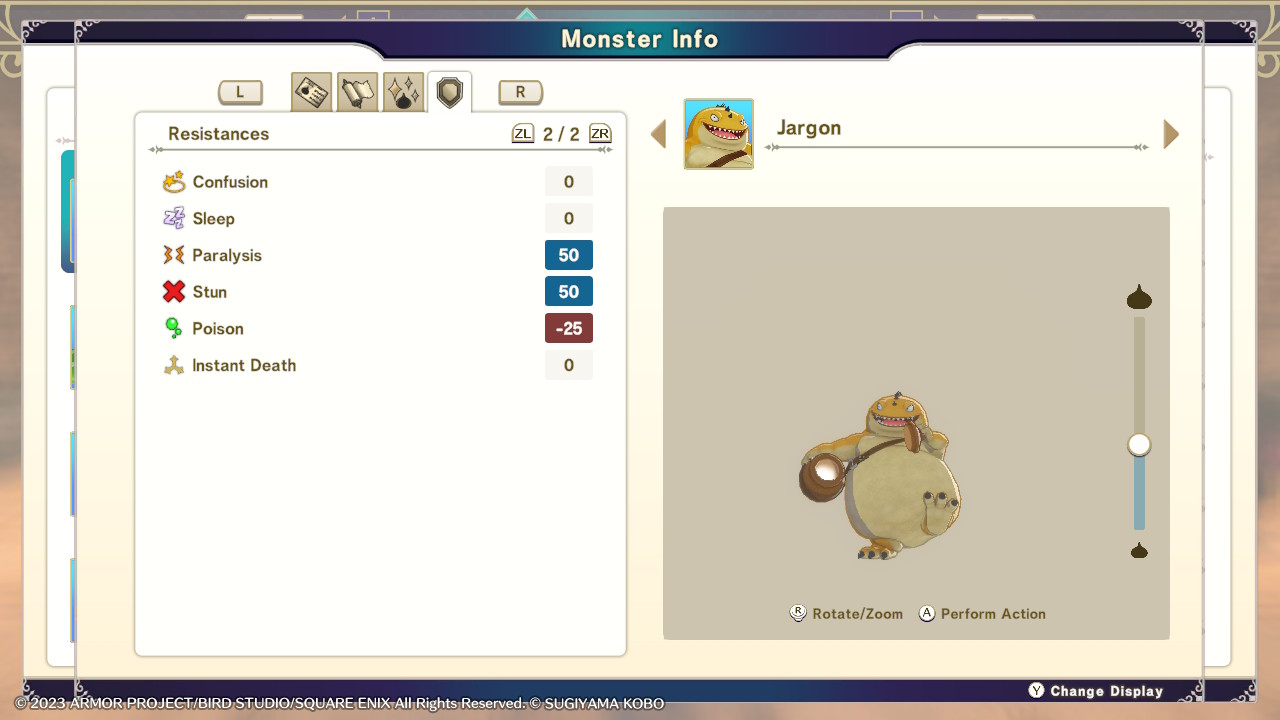 Monster Info
L
R
Resistances
ZL 2 / 2 ZR
Confusion 0
Sleep 0
Paralysis 50
Stun 50
Poison -25
Instant Death 0
Jargon
R Rotate/Zoom A Perform Action
Y Change Display
© 2023 ARMOR PROJECT/BIRD STUDIO/SQUARE ENIX All Rights Reserved. © SUGIYAMA KOBO